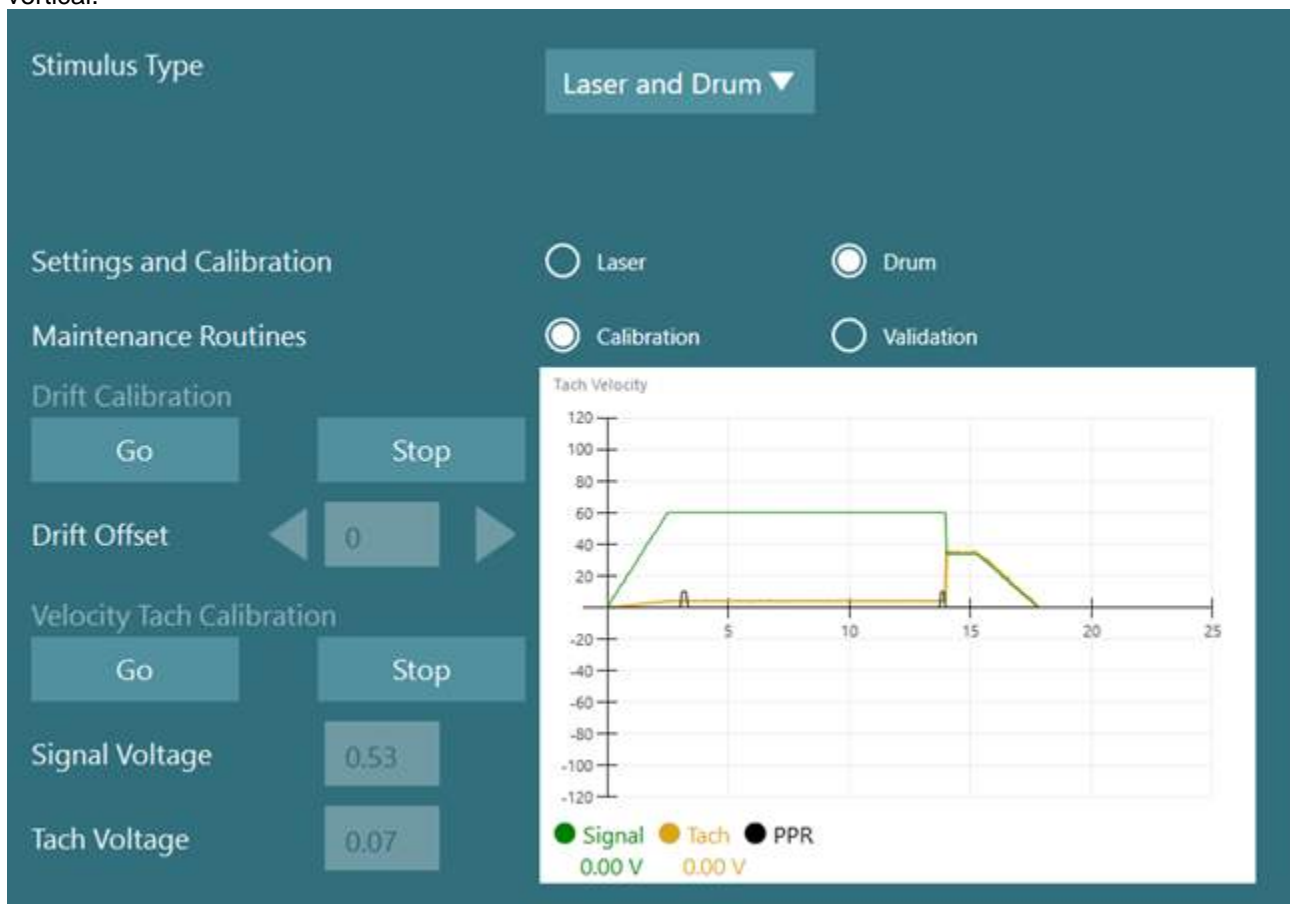 vertical.
Stimulus Type
Laser and Drum
Settings and Calibration
Laser
Drum
Maintenance Routines
Calibration
Validation
Drift Calibration
Go
Stop
Drift Offset
0
Velocity Tach Calibration
Go
Stop
Signal Voltage
0.53
Tach Voltage
0.07
Tach Velocity
120
100
80
60
40
20
-20
-40
-60
-80
-100
-120
5
10
15
20
25
Signal
Tach
PPR
0.00 V
0.00 V